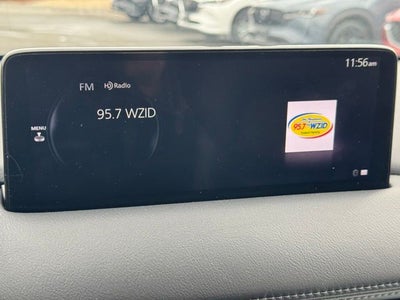 11:56am
FM HD Radio
95.7 WZID
MENU
95.7 WZID